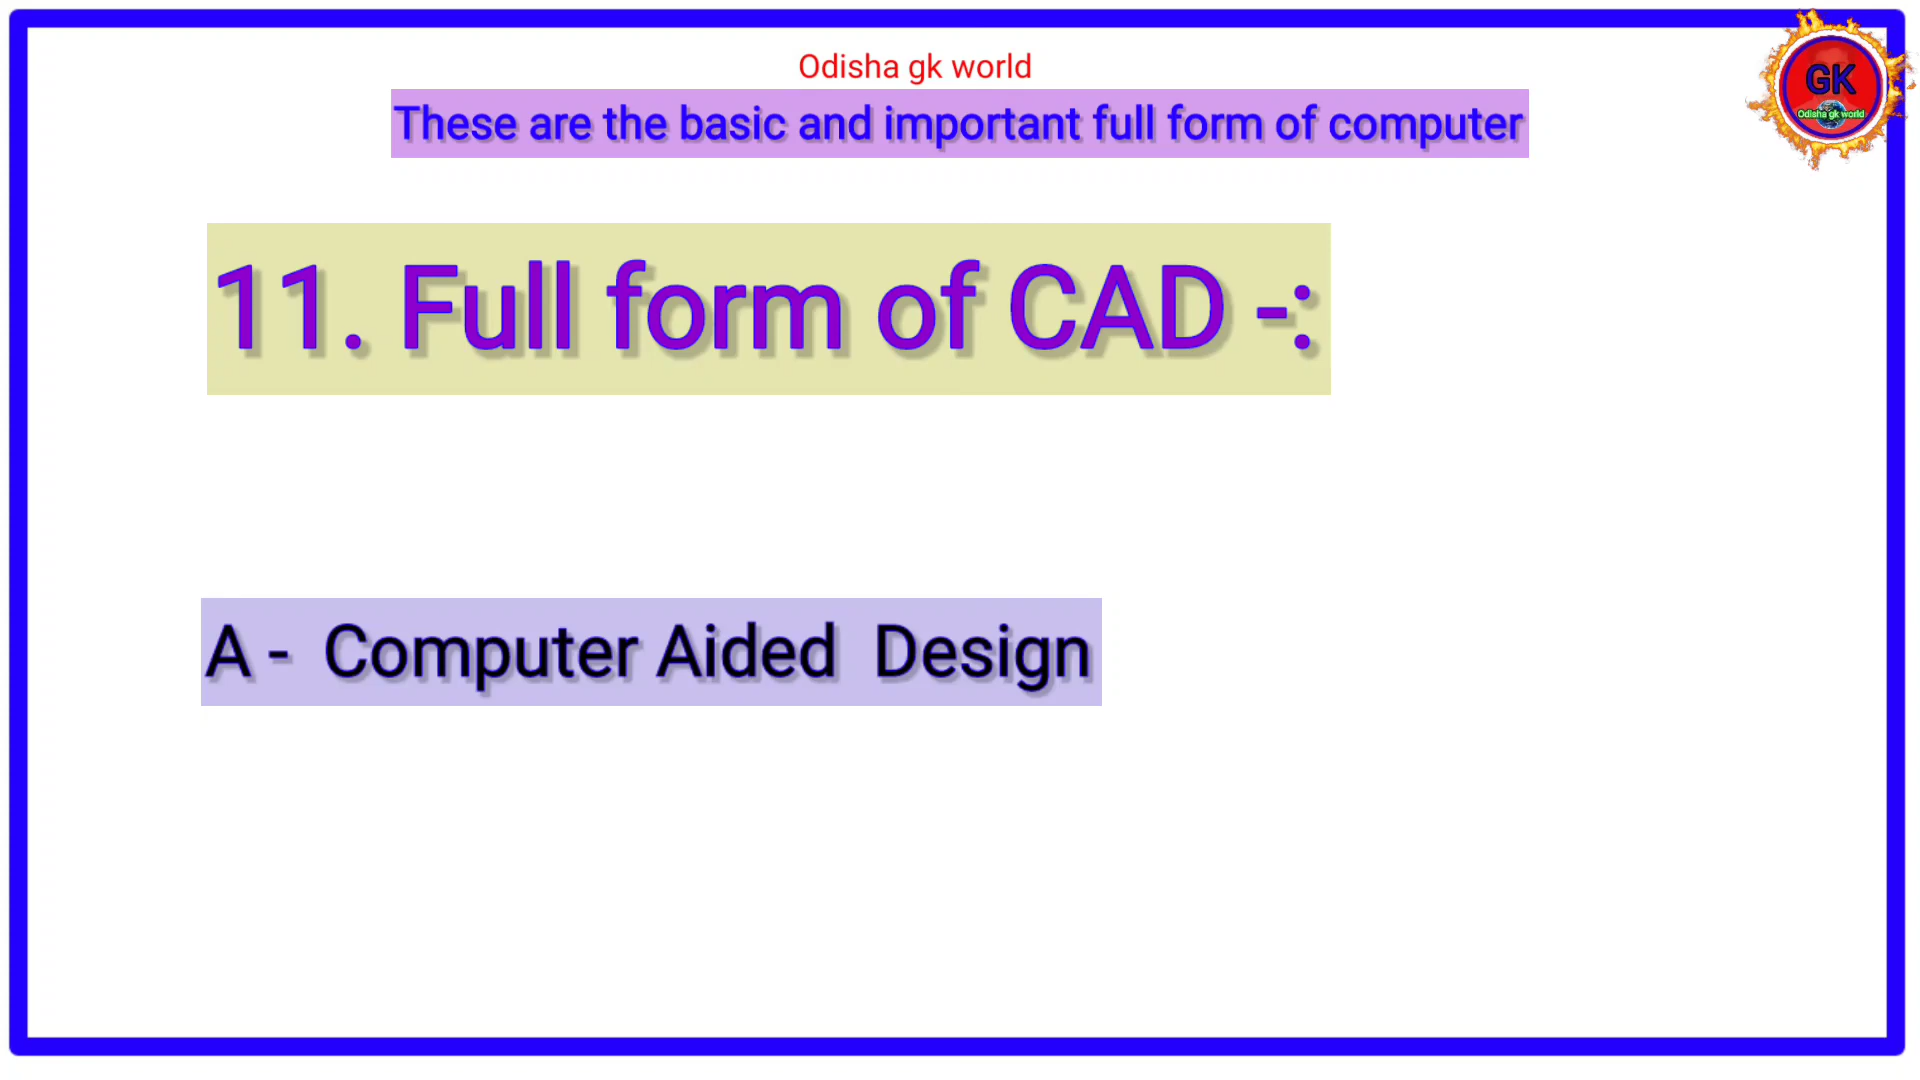 Odisha gk world
These are the basic and important full form of computer
GK
Odisha gk world
11. Full form of CAD -:
A - Computer Aided Design